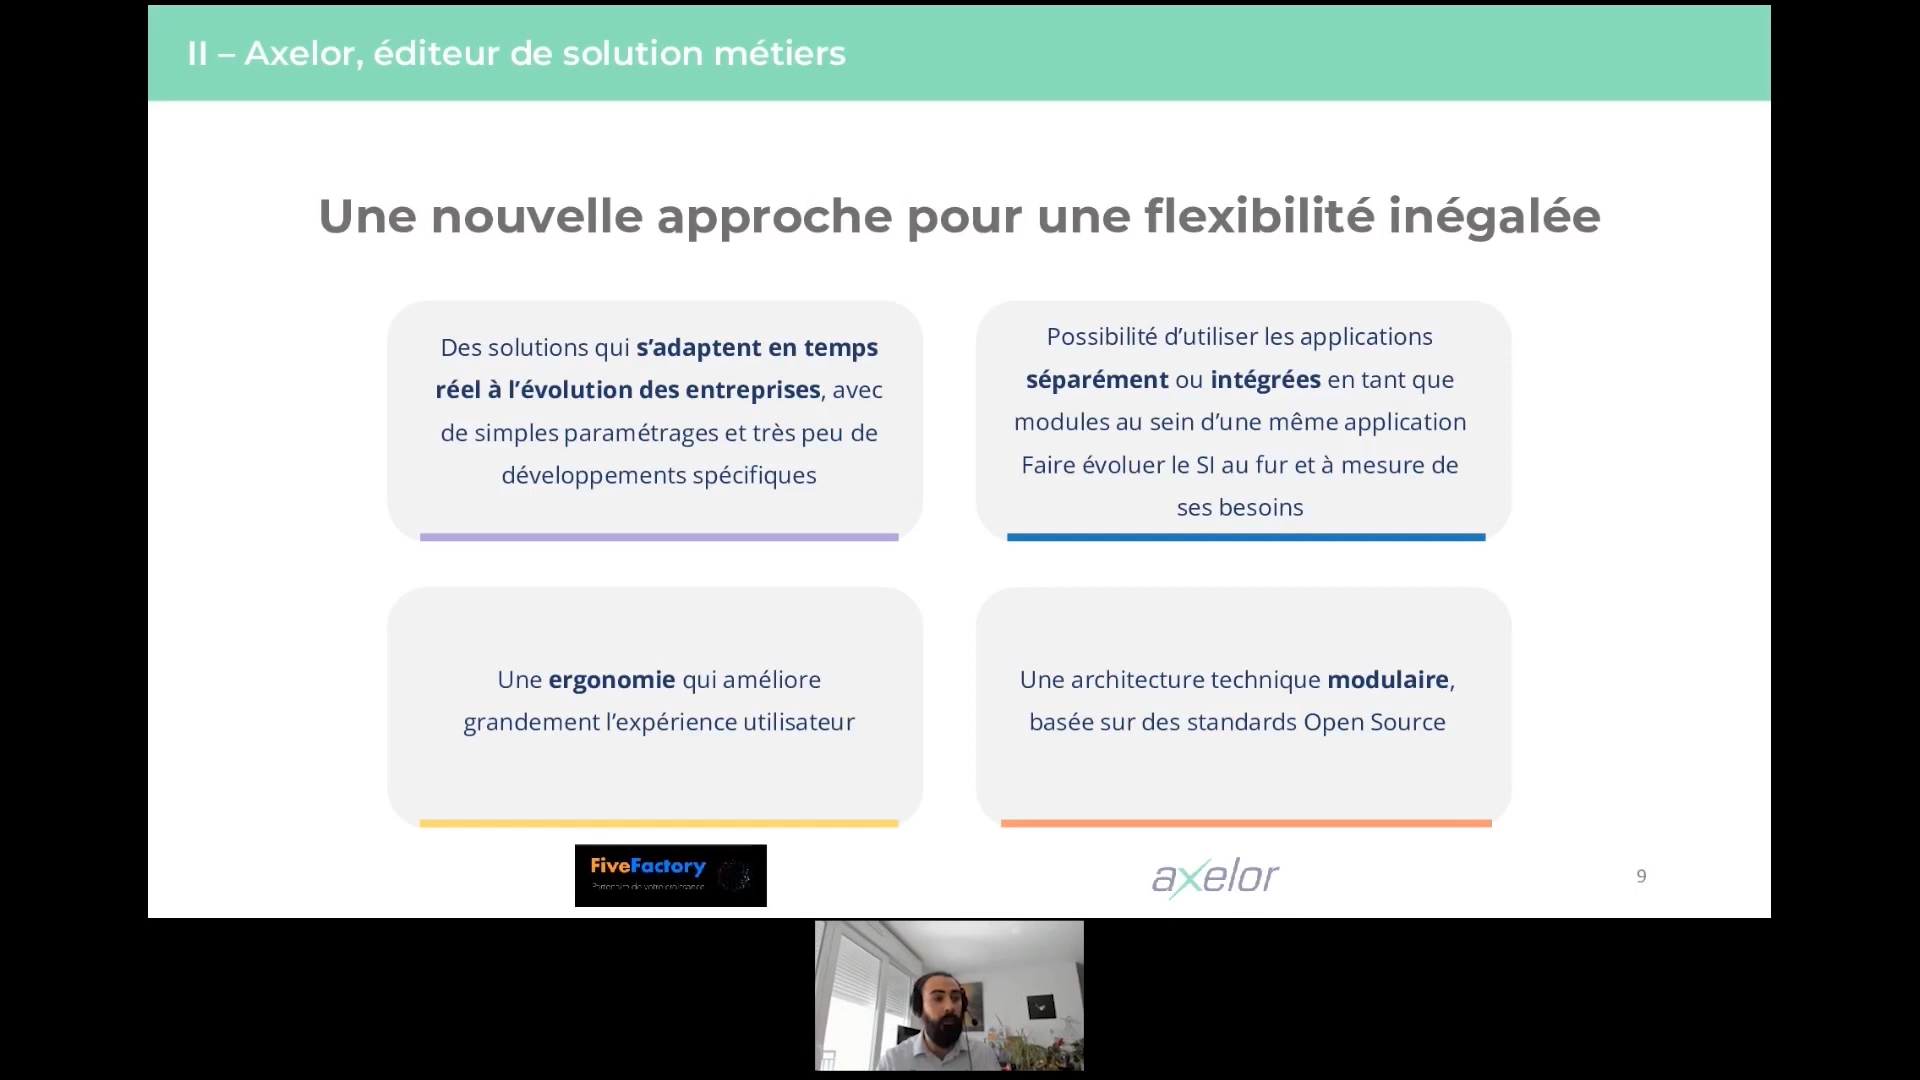 II – Axelor, éditeur de solution métiers
Une nouvelle approche pour une flexibilité inégalée
Des solutions qui s’adaptent en temps
réel à l’évolution des entreprises, avec
de simples paramétrages et très peu de
développements spécifiques
Possibilité d’utiliser les applications
séparément ou intégrées en tant que
modules au sein d’une même application
Faire évoluer le SI au fur et à mesure de
ses besoins
Une ergonomie qui améliore
grandement l’expérience utilisateur
Une architecture technique modulaire,
basée sur des standards Open Source
FiveFactory
Partenaire de votre croissance
axelor
9